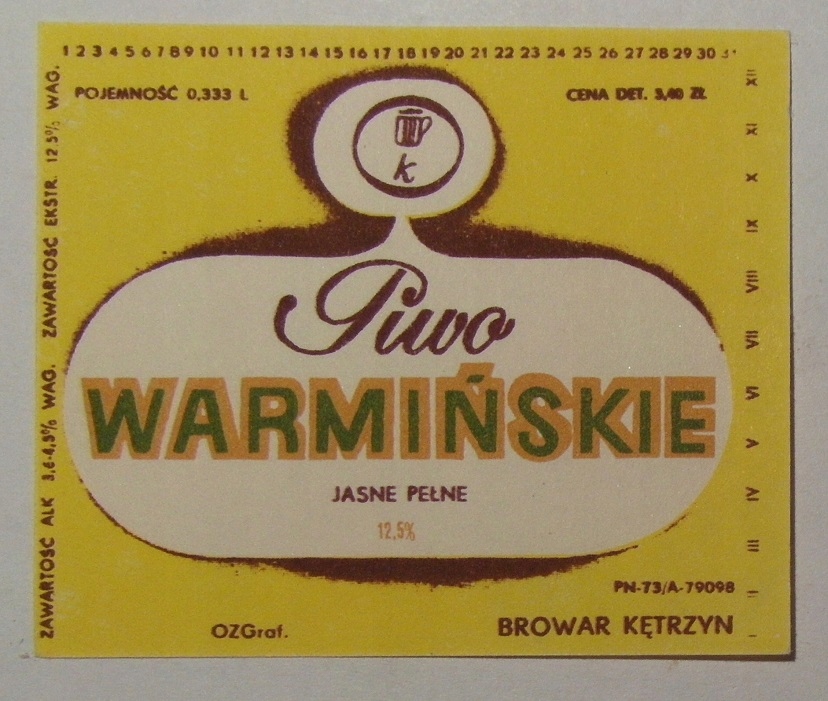 1 2 3 4 5 6 7 8 9 10 11 12 13 14 15 16 17 18 19 20 21 22 23 24 25 26 27 28 29 30 31
POJEMNOŚĆ 0,333 L
CENA DET. 3,40 ZŁ
K
Piwo
WARMIŃSKIE
JASNE PEŁNE
12,5%
PN-73/A-79098
OZGraf.
BROWAR KĘTRZYN
ZAWARTOŚĆ ALK 3,6-4,5% WAG. ZAWARTOŚĆ EKSTR. 12,5% WAG.
I II III IV V VI VII VIII IX X XI XII